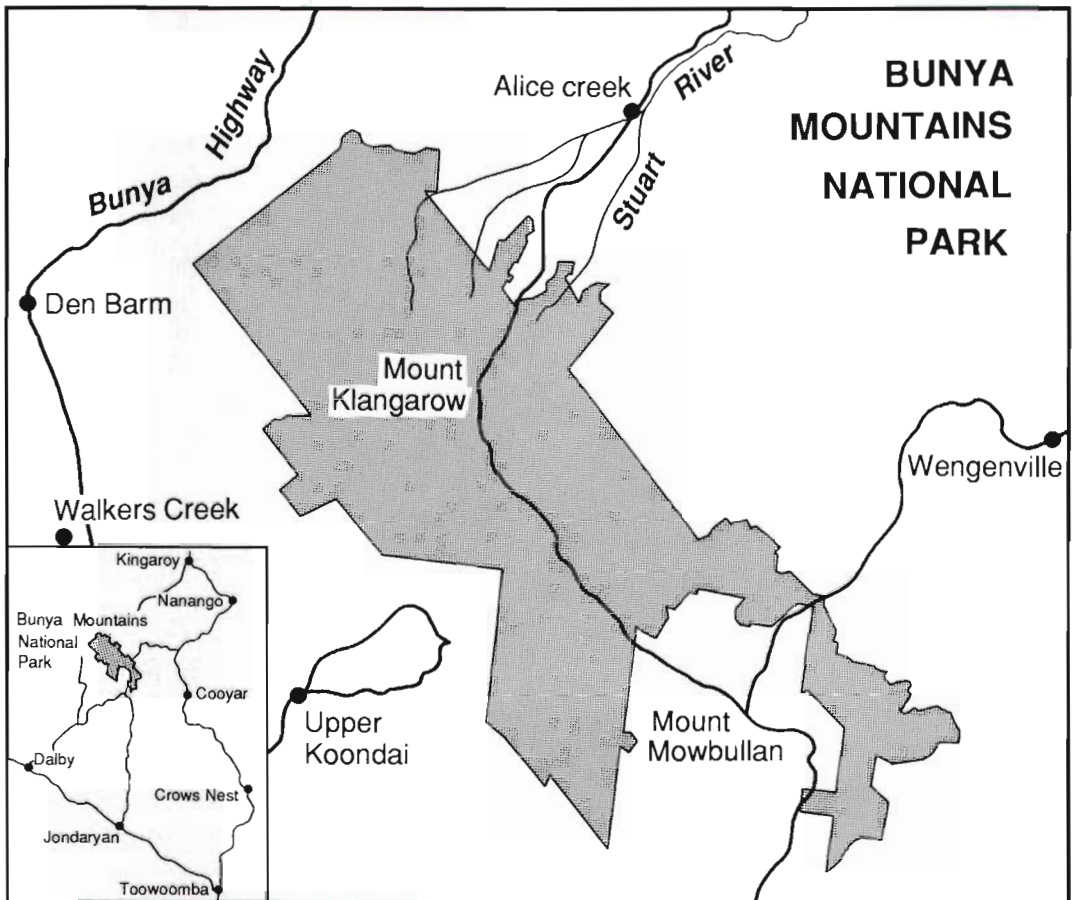 BUNYA
MOUNTAINS
NATIONAL
PARK
Bunya Highway
Alice creek
Stuart River
Den Barm
Mount
Klangarow
Wengenville
Walkers Creek
Upper
Koondai
Mount
Mowbullan
Kingaroy
Nanango
Bunya Mountains
National
Park
Cooyar
Dalby
Crows Nest
Jondaryan
Toowoomba